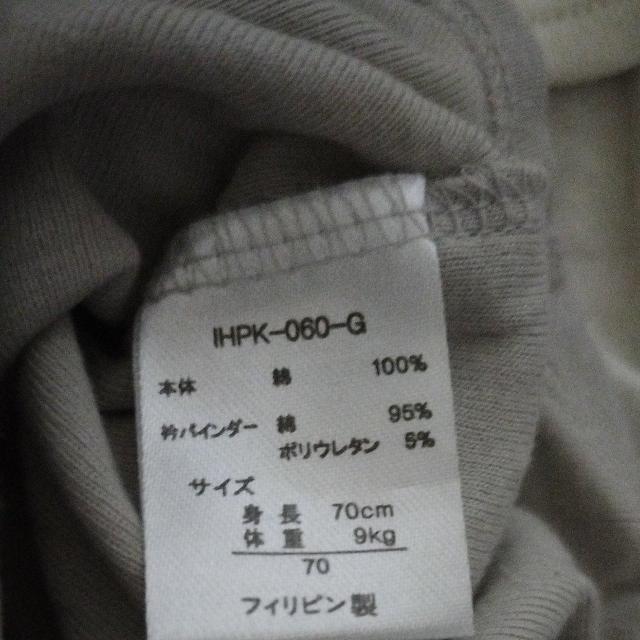 IHPK-060-G
本体 綿 100%
衿バインダー 綿 95%
ポリウレタン 5%
サイズ
身長 70cm
体重 9kg
70
フィリピン製